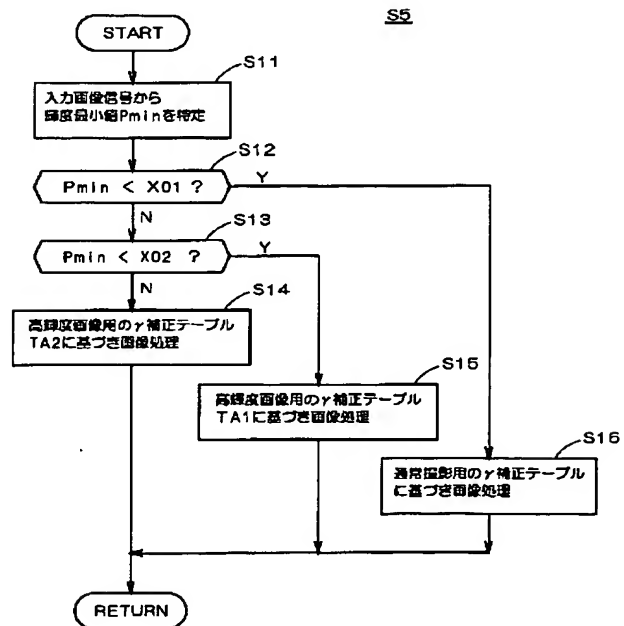 S5
START
S11
入力画像信号から
輝度最小値Pminを特定
S12
Pmin < X01 ?
Y
N
S13
Pmin < X02 ?
Y
N
S14
高輝度画像用のγ補正テーブル
TA2に基づき画像処理
S15
高輝度画像用のγ補正テーブル
TA1に基づき画像処理
S16
通常撮影用のγ補正テーブル
に基づき画像処理
RETURN